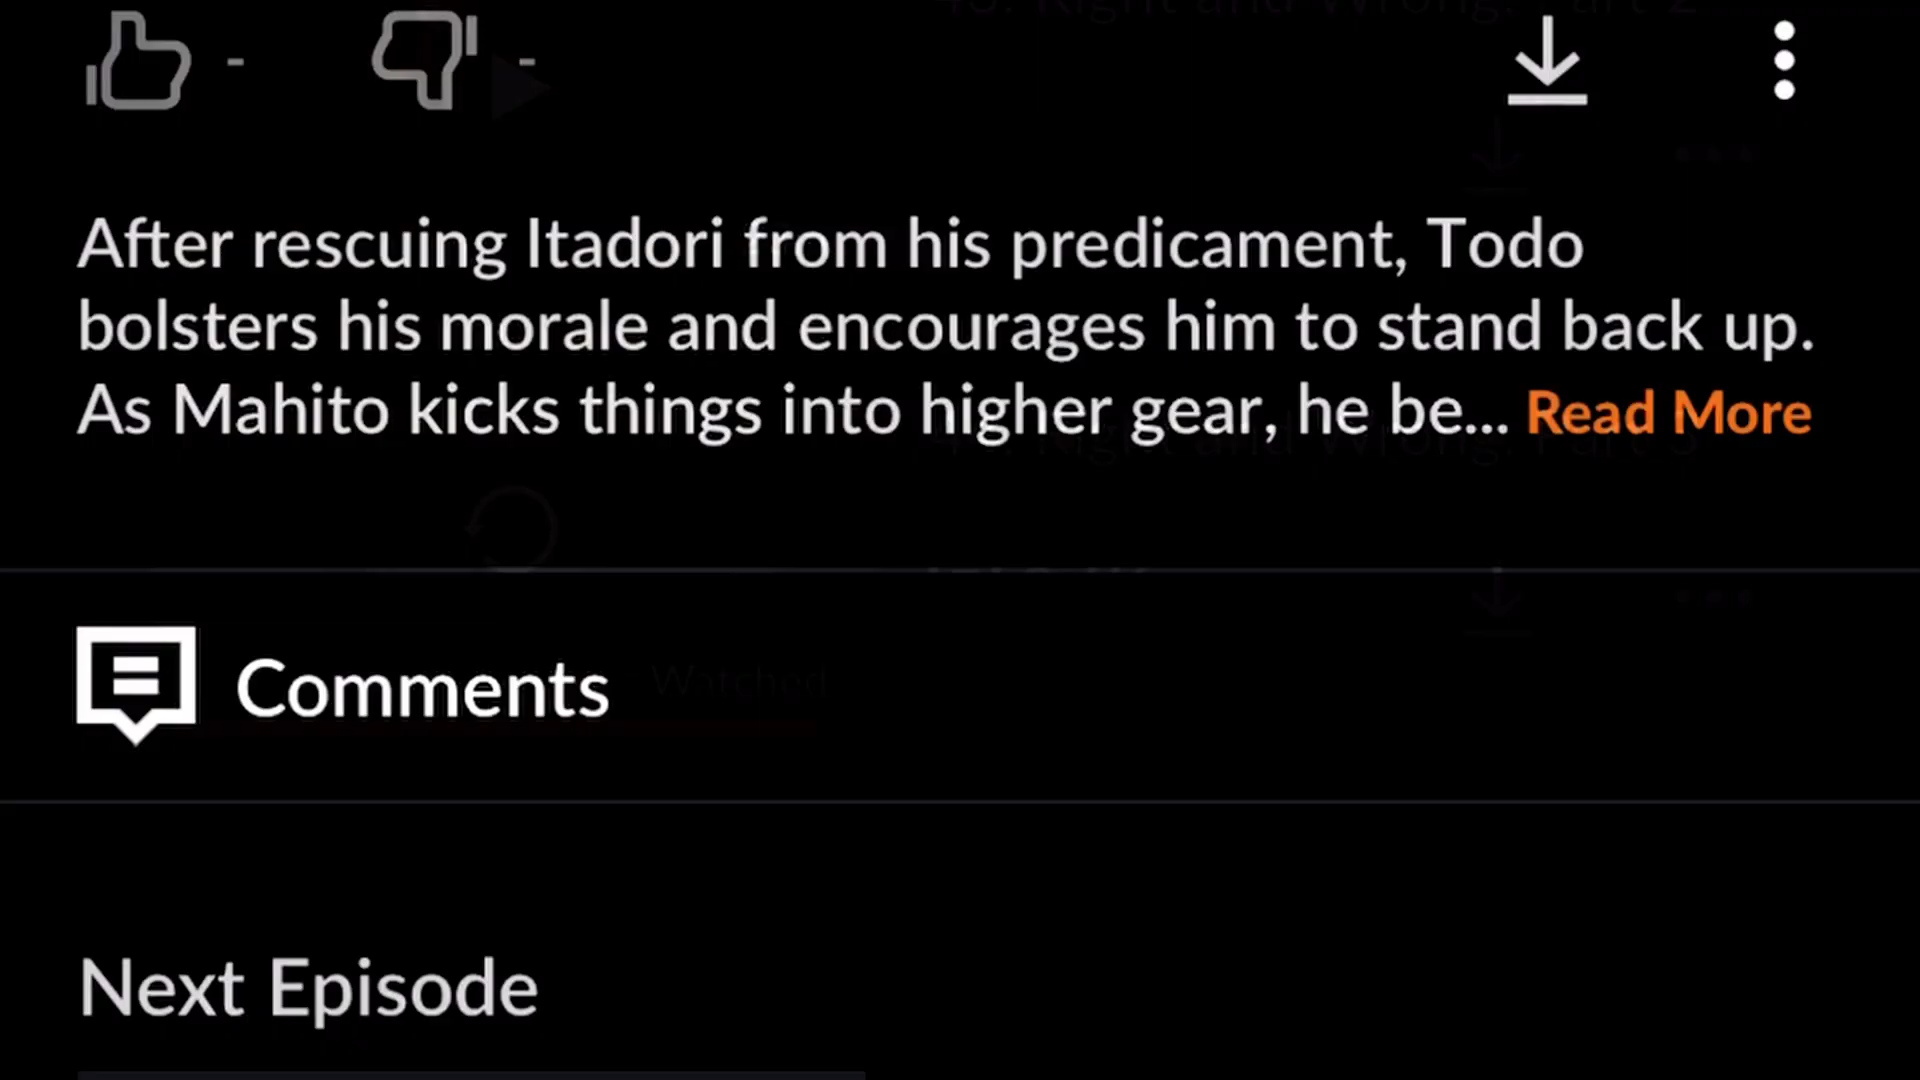 -
-
After rescuing Itadori from his predicament, Todo
bolsters his morale and encourages him to stand back up.
As Mahito kicks things into higher gear, he be... Read More
Comments
Watched
Next Episode